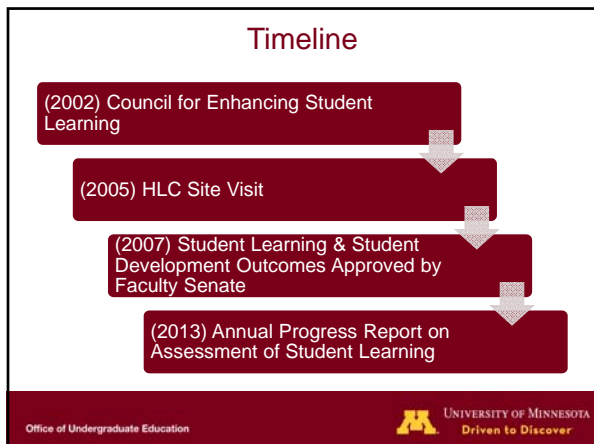 Timeline
(2002) Council for Enhancing Student
Learning
(2005) HLC Site Visit
(2007) Student Learning & Student
Development Outcomes Approved by
Faculty Senate
(2013) Annual Progress Report on
Assessment of Student Learning
Office of Undergraduate Education
M
UNIVERSITY OF MINNESOTA
Driven to Discover